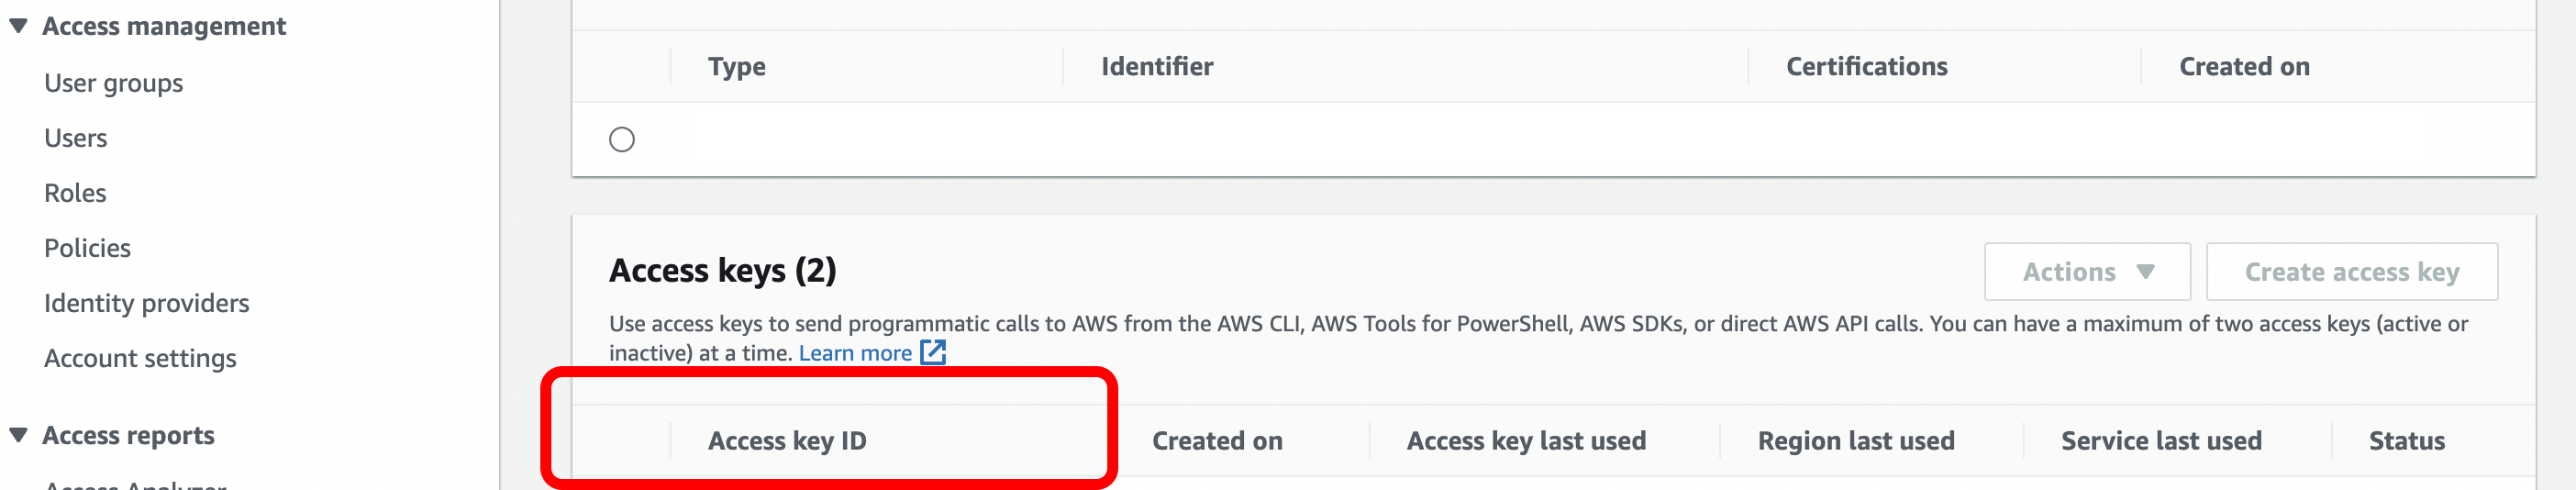 Access management
User groups
Users
Roles
Policies
Identity providers
Account settings
Access reports
Access Analyzer
Type
Identifier
Certifications
Created on
Access keys (2)
Actions
Create access key
Use access keys to send programmatic calls to AWS from the AWS CLI, AWS Tools for PowerShell, AWS SDKs, or direct AWS API calls. You can have a maximum of two access keys (active or
inactive) at a time. Learn more
Access key ID
Created on
Access key last used
Region last used
Service last used
Status